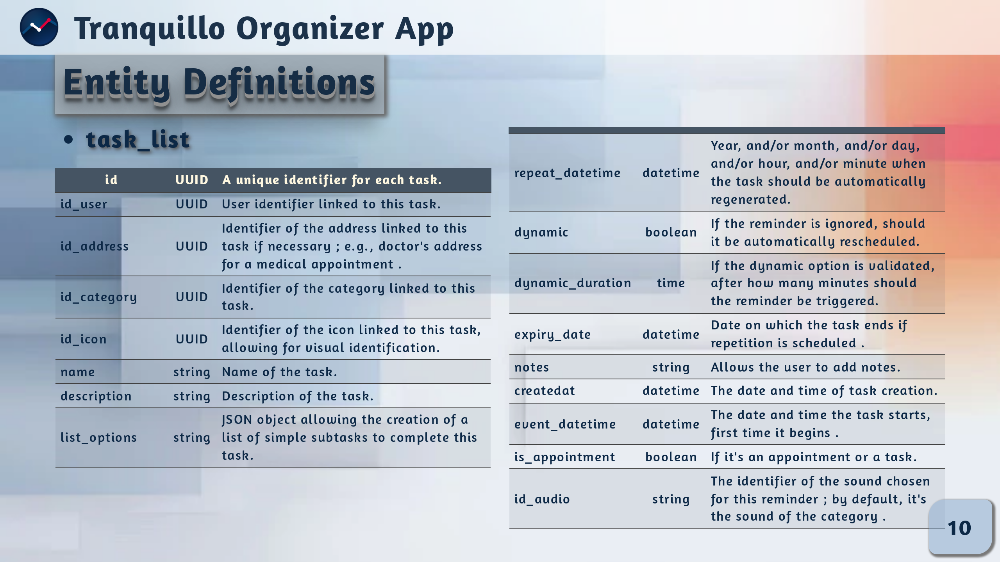 Tranquillo Organizer App
Entity Definitions
• task_list
id UUID A unique identifier for each task.
id_user UUID User identifier linked to this task.
id_address UUID Identifier of the address linked to this
task if necessary ; e.g., doctor's address
for a medical appointment .
id_category UUID Identifier of the category linked to this
task.
id_icon UUID Identifier of the icon linked to this task,
allowing for visual identification.
name string Name of the task.
description string Description of the task.
list_options string JSON object allowing the creation of a
list of simple subtasks to complete this
task.
repeat_datetime datetime Year, and/or month, and/or day,
and/or hour, and/or minute when
the task should be automatically
regenerated.
dynamic boolean If the reminder is ignored, should
it be automatically rescheduled.
dynamic_duration time If the dynamic option is validated,
after how many minutes should
the reminder be triggered.
expiry_date datetime Date on which the task ends if
repetition is scheduled .
notes string Allows the user to add notes.
createdat datetime The date and time of task creation.
event_datetime datetime The date and time the task starts,
first time it begins .
is_appointment boolean If it's an appointment or a task.
id_audio string The identifier of the sound chosen
for this reminder ; by default, it's
the sound of the category .
10